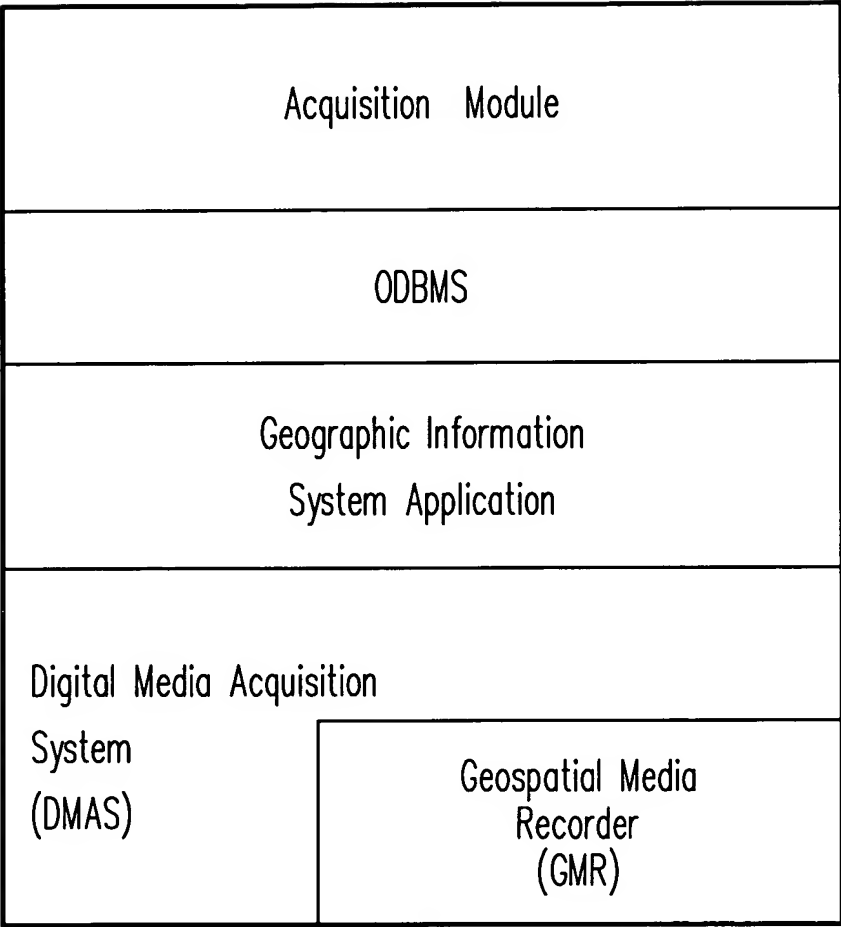 Acquisition Module
ODBMS
Geographic Information
System Application
Digital Media Acquisition
System
(DMAS)
Geospatial Media
Recorder
(GMR)